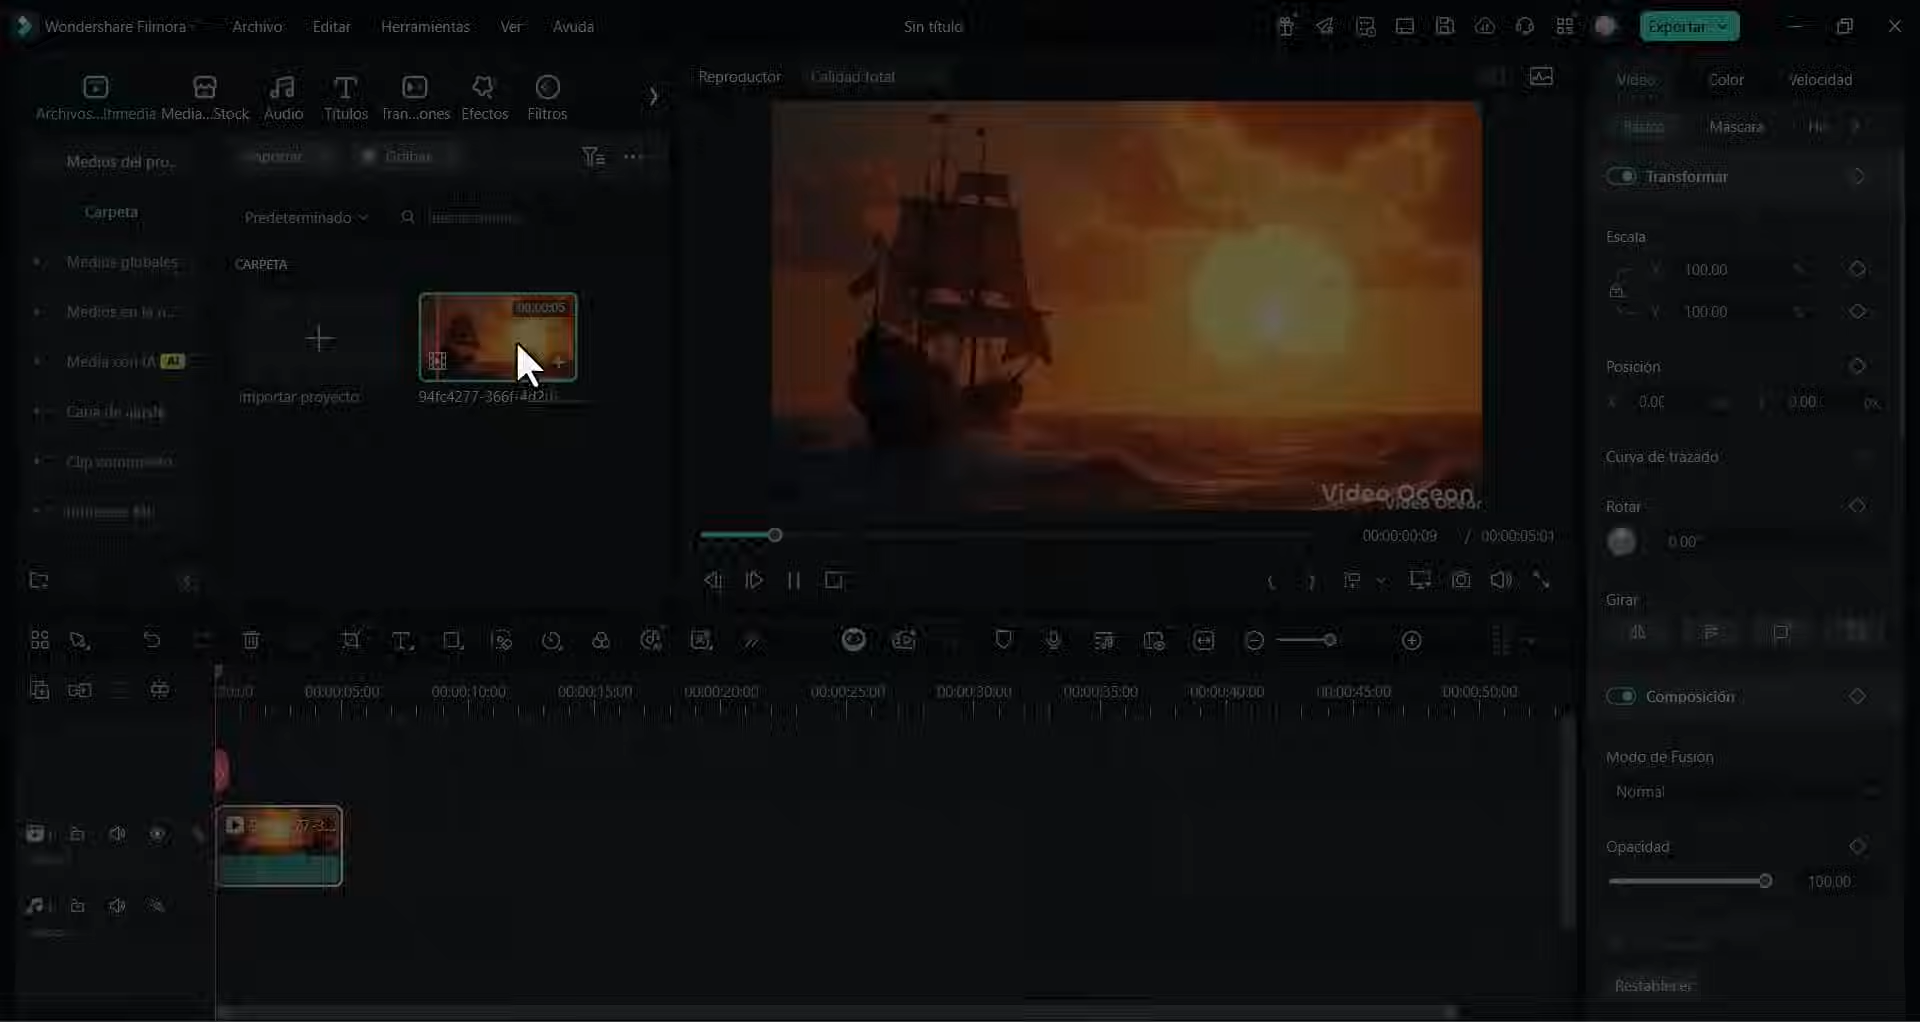 Wondershare Filmora
Archivo
Editar
Herramientas
Ver
Ayuda
Sin título
Exportar
Archivos...ltimedia
Media...Stock
Audio
Títulos
Tran...ones
Efectos
Filtros
Reproductor
Calidad total
Video
Color
Velocidad
Básico
Máscara
Medios del pro...
Importar
Grabar
Carpeta
Predeterminado
Medios globales
CARPETA
Medios en la n...
Media con IA AI
Capa de ajuste
Clip compuesto
00:00:05
Importar proyecto
94fc4277-366f-4d2
Video Ocean
Video Ocean
00:00:00:09 / 00:00:05:01
Transformar
Escala
100.00
Y 100.00
Posición
X 0.00
0.00 px
Curva de trazado
Rotar
0.00°
Girar
Composición
Modo de Fusión
Normal
Opacidad
100.00
Restablecer
00:00:05:00
00:00:10:00
00:00:15:00
00:00:20:00
00:00:25:00
00:00:30:00
00:00:35:00
00:00:40:00
00:00:45:00
00:00:50:00